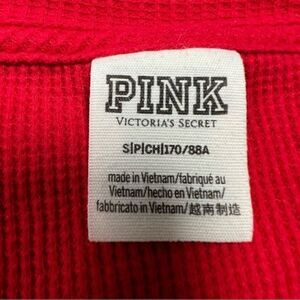 PINK
VICTORIA'S SECRET
S|P|CH|170/88A
made in Vietnam/fabriqué au
Vietnam/hecho en Vietnam/
fabbricato in Vietnam/越南制造